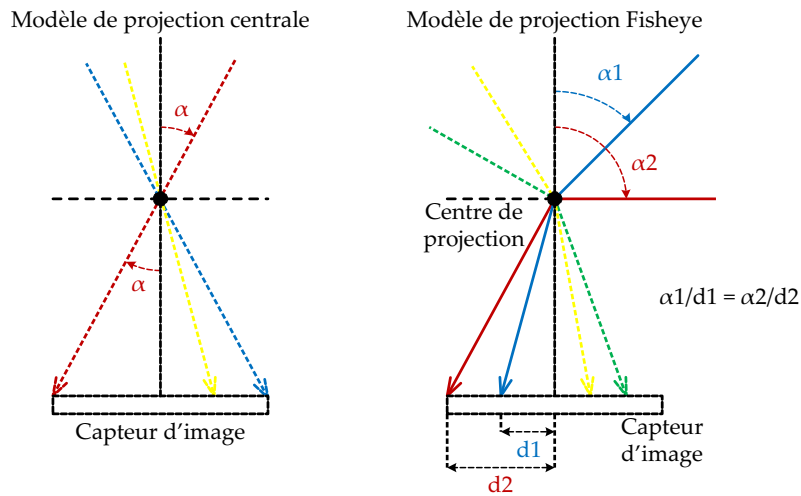 Modèle de projection centrale
α
α
Capteur d'image
Modèle de projection Fisheye
α1
α2
Centre de
projection
α1/d1 = α2/d2
Capteur
d'image
d1
d2